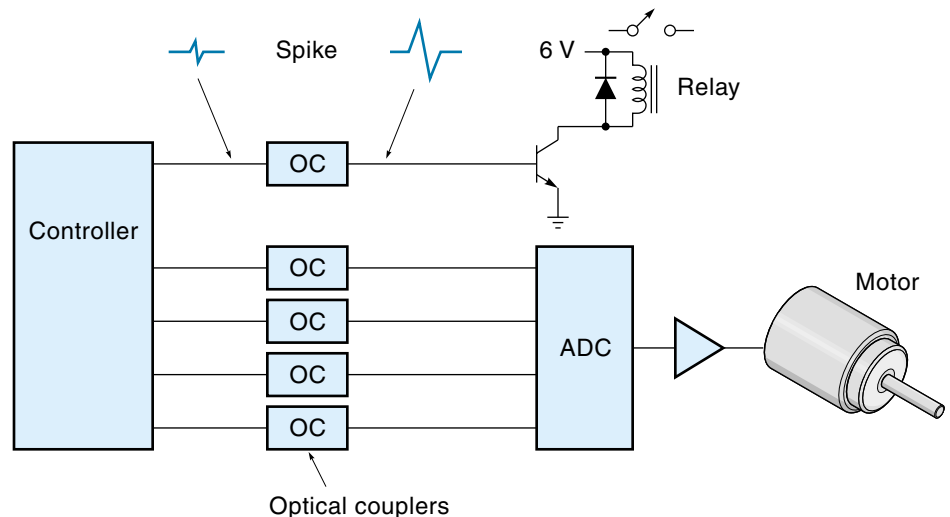 Spike
6 V
Relay
OC
Controller
OC
OC
OC
OC
ADC
Motor
Optical couplers